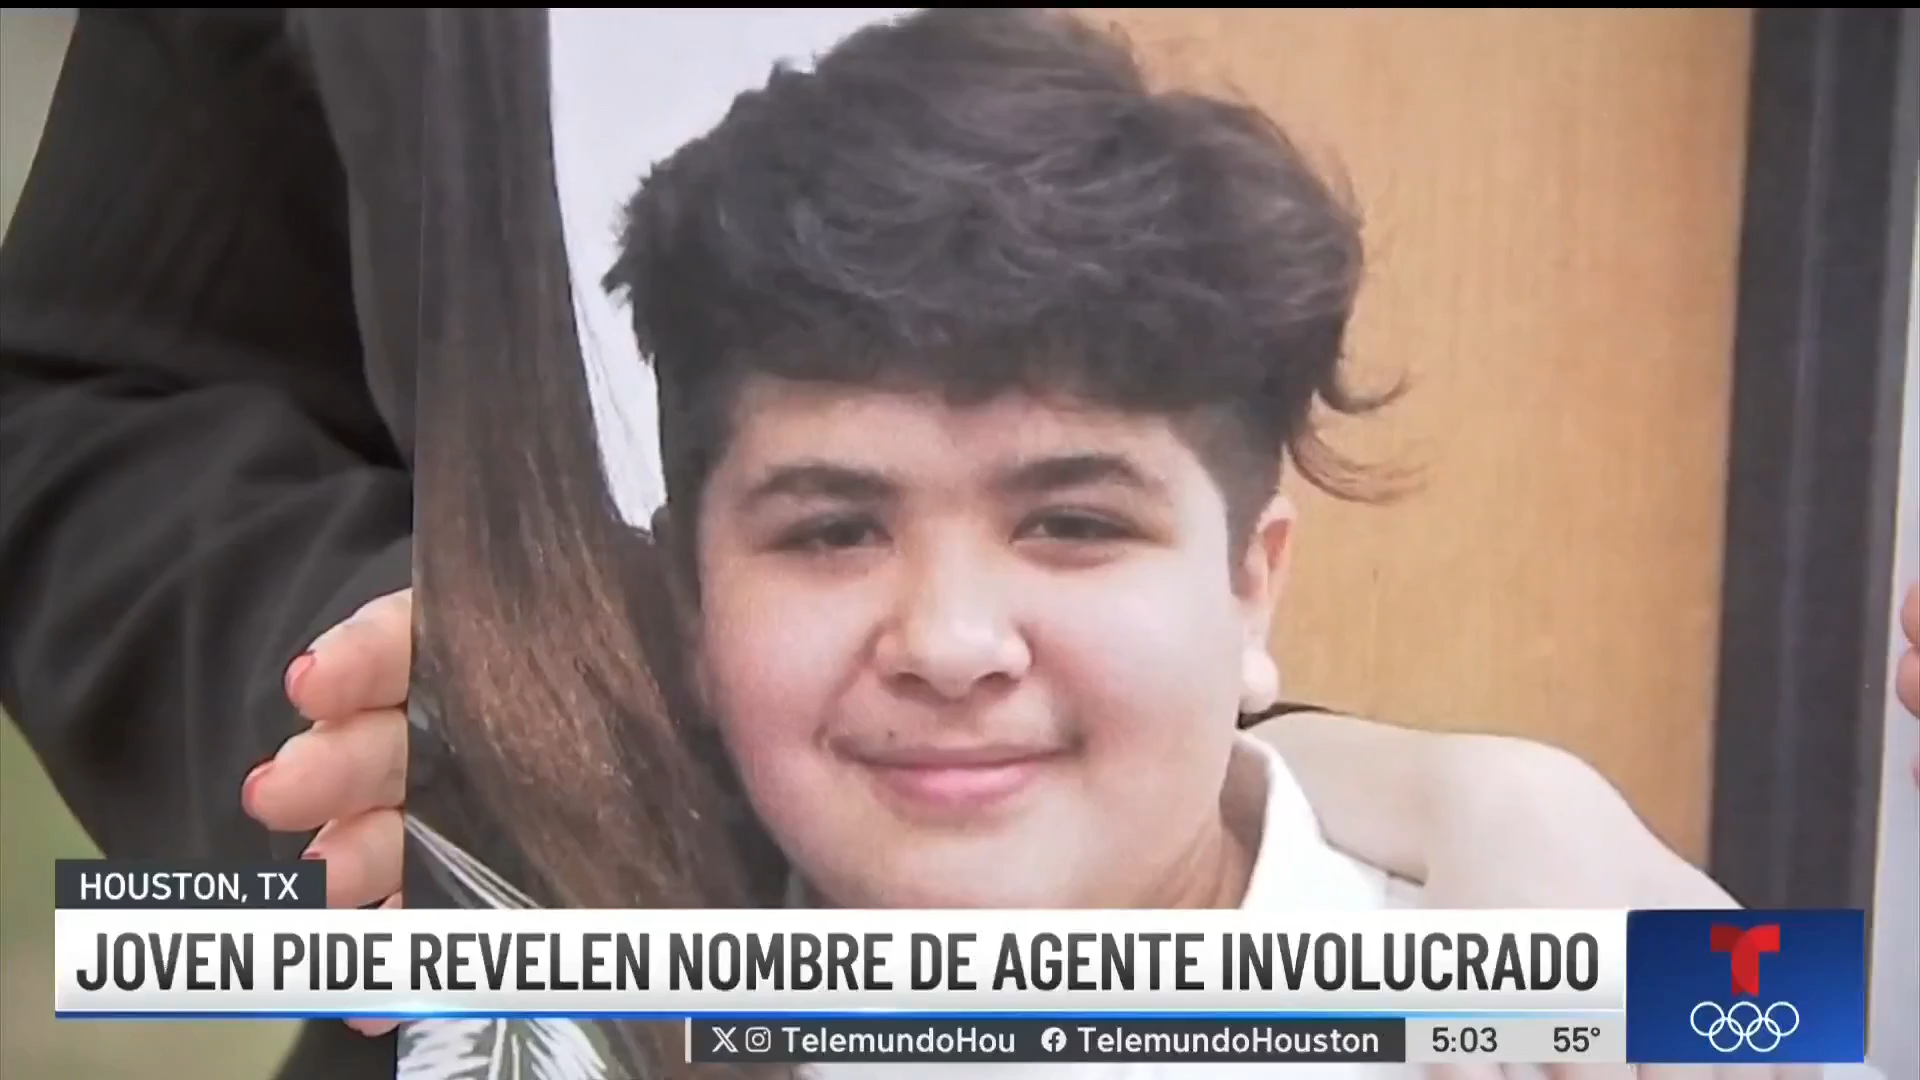 HOUSTON, TX
JOVEN PIDE REVELEN NOMBRE DE AGENTE INVOLUCRADO
TelemundoHou TelemundoHouston 5:03 55°